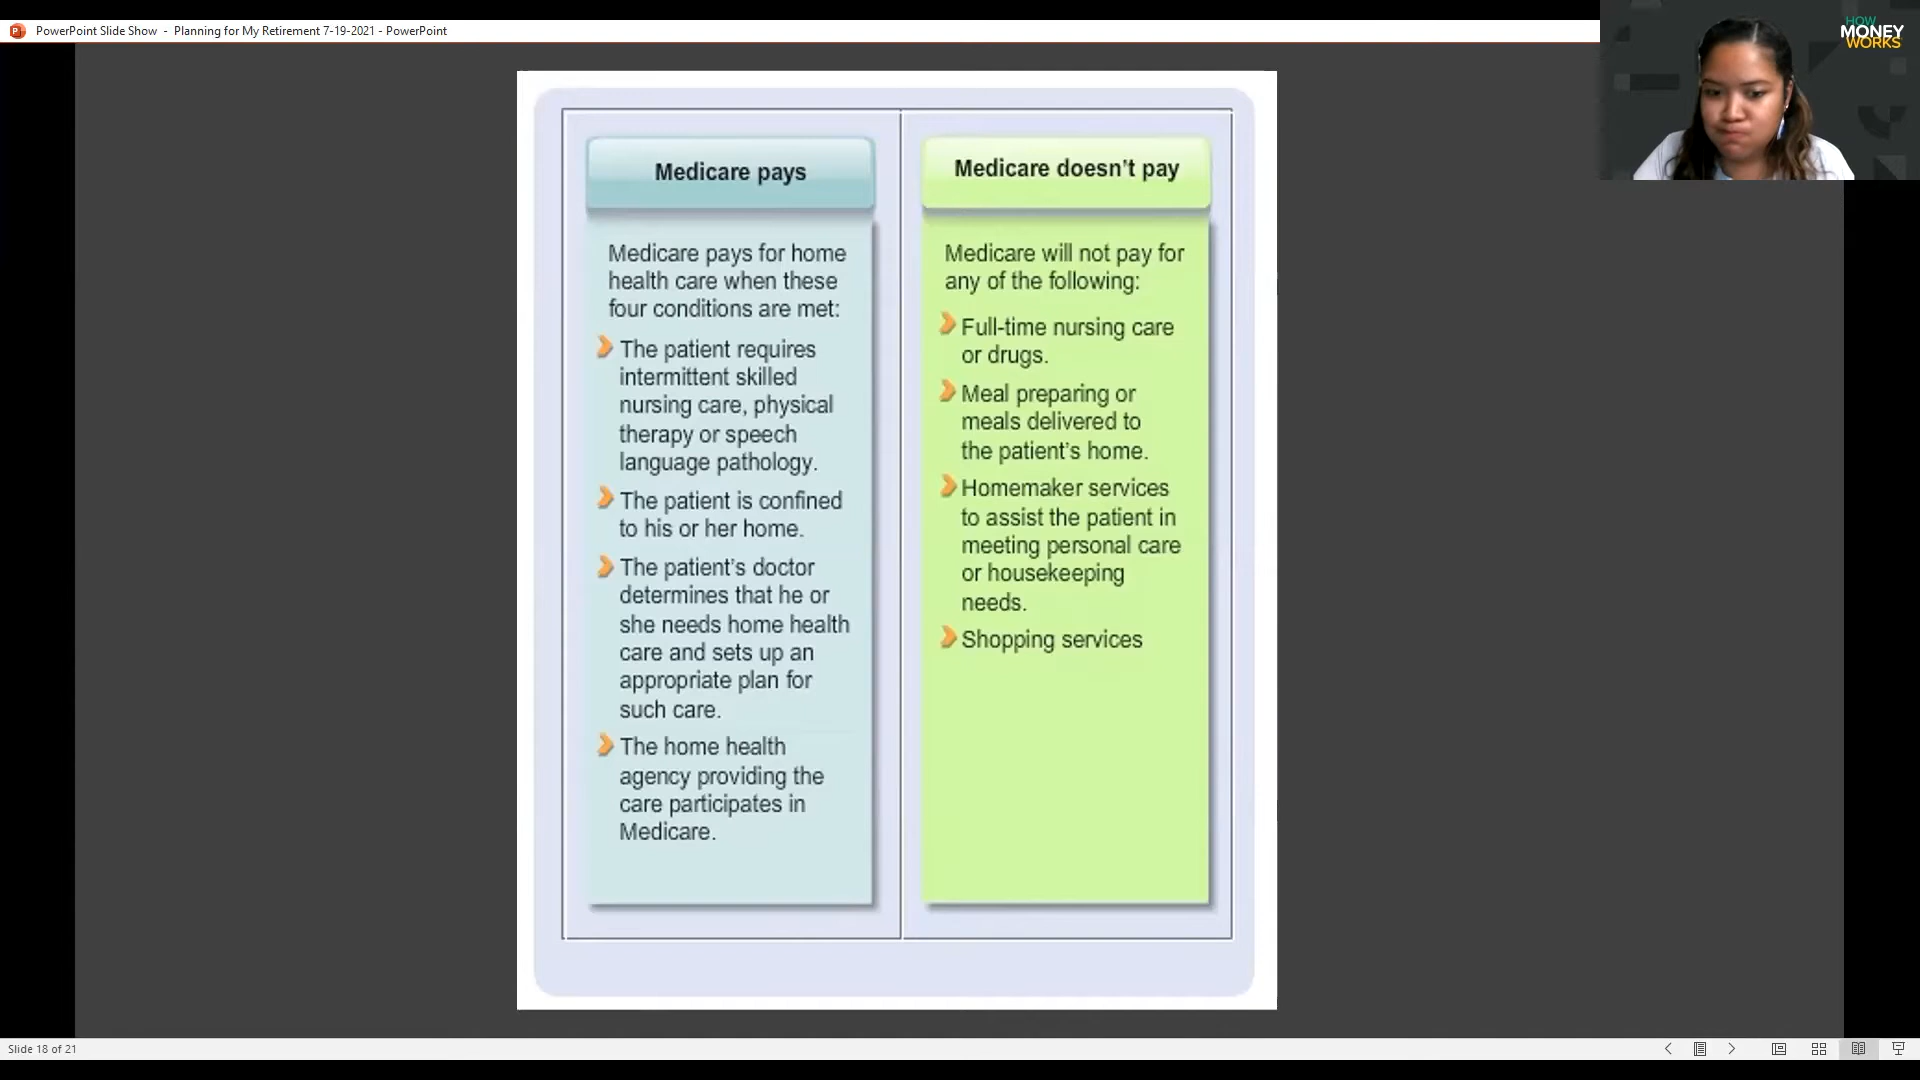 PowerPoint Slide Show - Planning for My Retirement 7-19-2021 - PowerPoint
HOW
MONEY
WORKS
Medicare pays
Medicare pays for home
health care when these
four conditions are met:
The patient requires
intermittent skilled
nursing care, physical
therapy or speech
language pathology.
The patient is confined
to his or her home.
The patient's doctor
determines that he or
she needs home health
care and sets up an
appropriate plan for
such care.
The home health
agency providing the
care participates in
Medicare.
Medicare doesn't pay
Medicare will not pay for
any of the following:
Full-time nursing care
or drugs.
Meal preparing or
meals delivered to
the patient's home.
Homemaker services
to assist the patient in
meeting personal care
or housekeeping
needs.
Shopping services
Slide 18 of 21